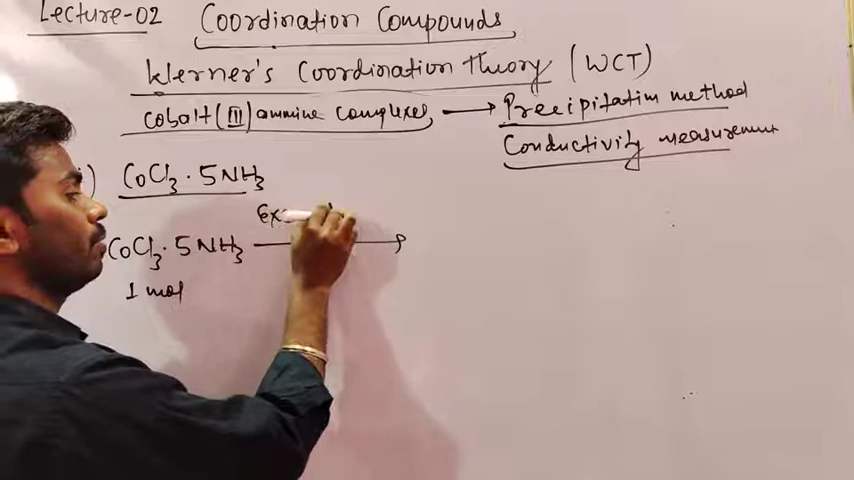 Lecture-02 Coordination Compounds
Werner's Coordination Theory (WCT)
Cobalt(III) ammine complexes → Precipitation method
Conductivity measurement
i) CoCl₃ · 5NH₃
CoCl₃ · 5NH₃ →
1 mol